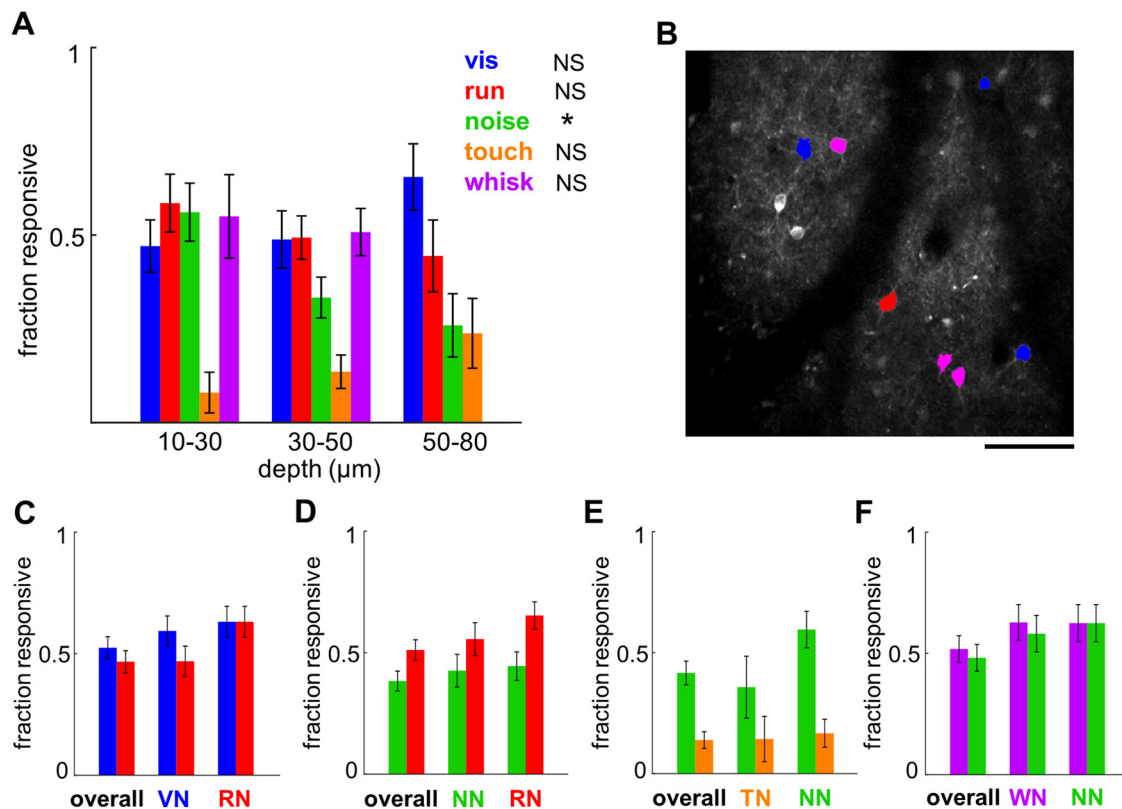 A
1
0.5
fraction responsive
vis NS
run NS
noise *
touch NS
whisk NS
10-30 30-50 50-80
depth (µm)
B
C
1
0.5
0
fraction responsive
overall VN RN
D
1
0.5
0
fraction responsive
overall NN RN
E
1
0.5
0
fraction responsive
overall TN NN
F
1
0.5
0
fraction responsive
overall WN NN